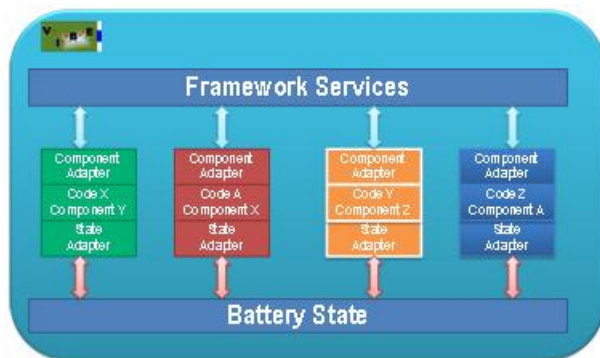 Framework Services
Component
Adapter
Code X
Component Y
State
Adapter
Component
Adapter
Code A
Component X
State
Adapter
Component
Adapter
Code Y
Component Z
State
Adapter
Component
Adapter
Code Z
Component A
State
Adapter
Battery State